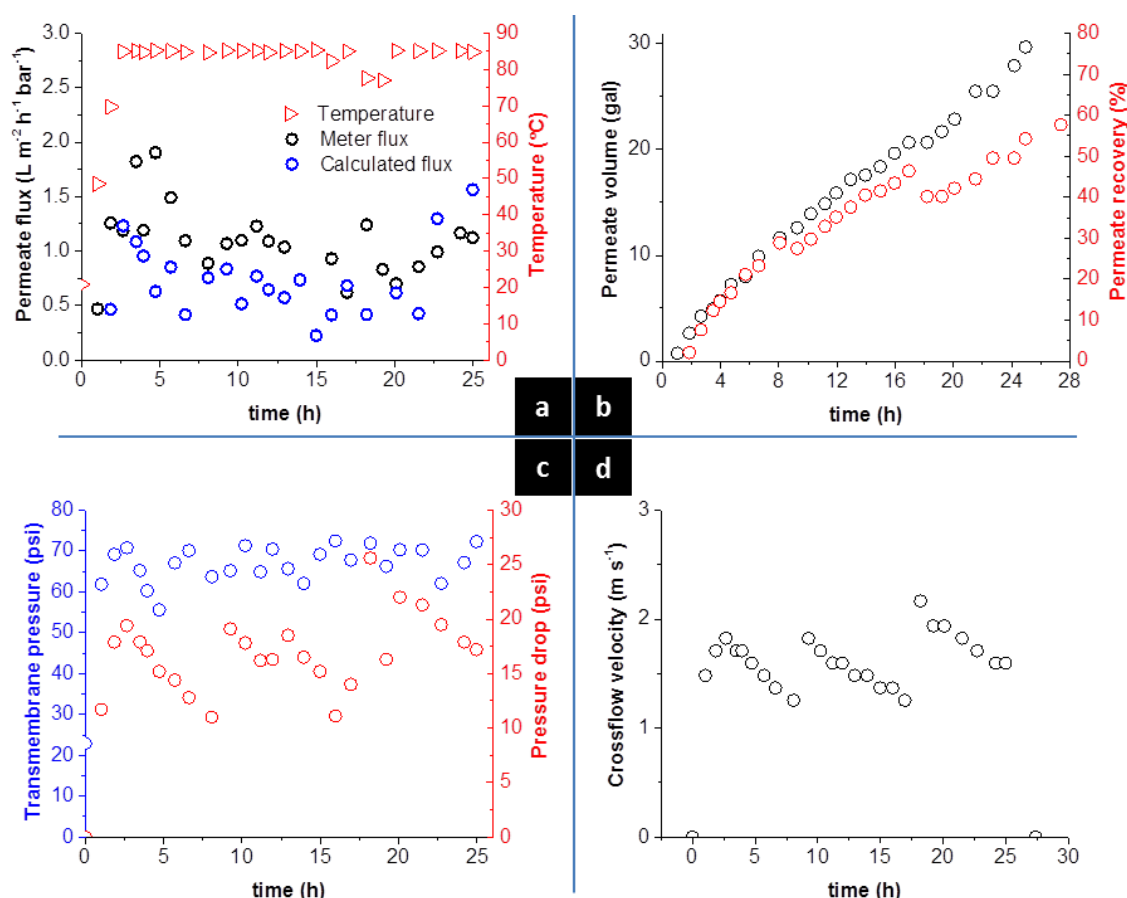 3.0
2.5
2.0
1.5
1.0
0.5
0.0
Permeate flux (L m⁻² h⁻¹ bar⁻¹)
Temperature
Meter flux
Calculated flux
90
80
70
60
50
40
30
20
10
0
Temperature (ºC)
0 5 10 15 20 25
time (h)
30
20
10
0
Permeate volume (gal)
80
70
60
50
40
30
20
10
0
Permeate recovery (%)
0 4 8 12 16 20 24 28
time (h)
a b
c d
80
70
60
50
40
30
20
10
0
Transmembrane pressure (psi)
30
25
20
15
10
5
0
Pressure drop (psi)
0 5 10 15 20 25
time (h)
3
2
1
0
Crossflow velocity (m s⁻¹)
0 5 10 15 20 25 30
time (h)